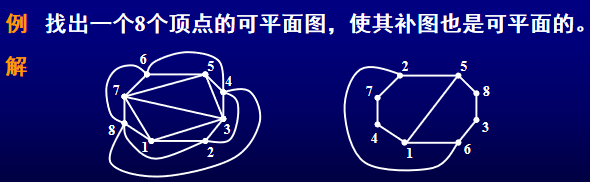 例 找出一个8个顶点的可平面图，使其补图也是可平面的。
解
6 5 4 7 3 8 1 2
2 5 8 7 4 3 1 6